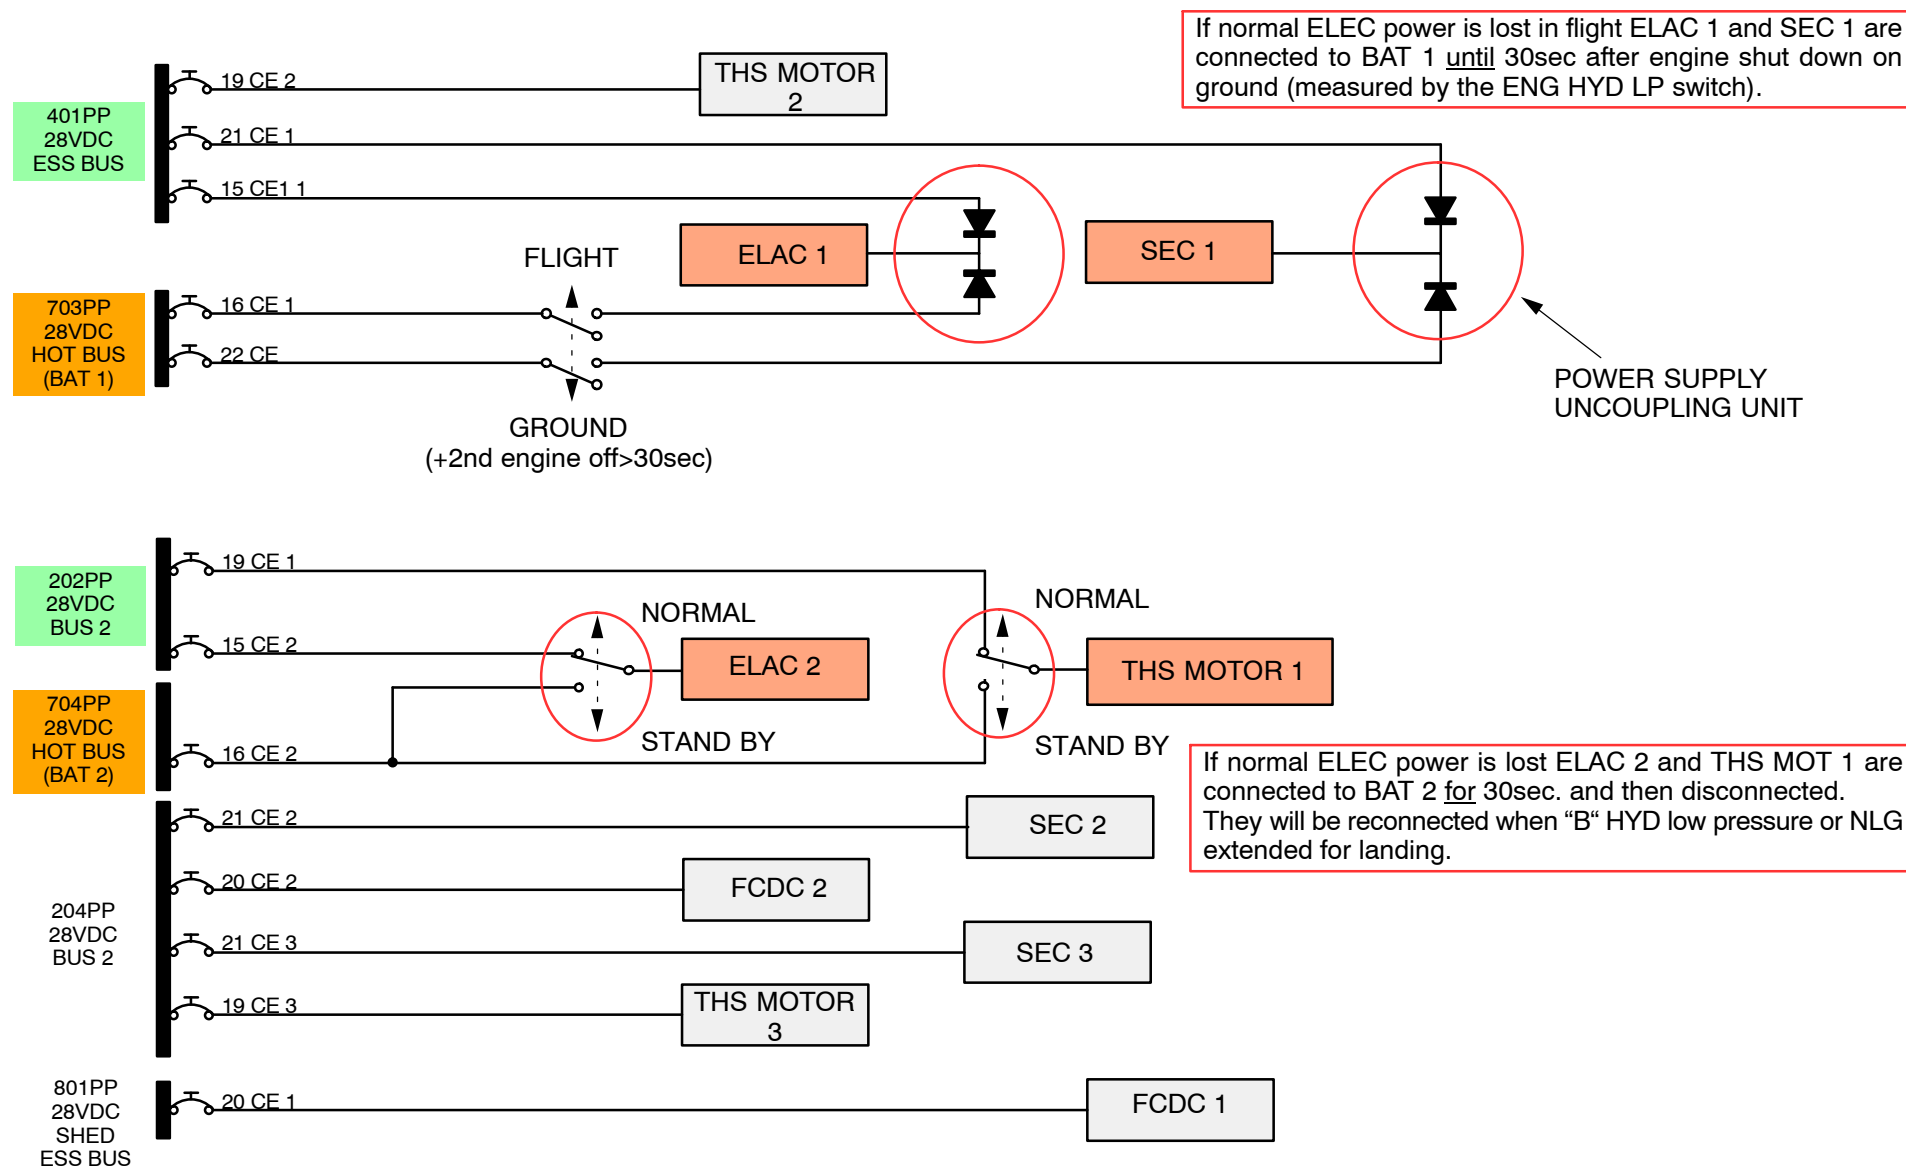 If normal ELEC power is lost in flight ELAC 1 and SEC 1 are
connected to BAT 1 until 30sec after engine shut down on
ground (measured by the ENG HYD LP switch).
401PP
28VDC
ESS BUS
19 CE 2
THS MOTOR
2
21 CE 1
15 CE1 1
ELAC 1
SEC 1
703PP
28VDC
HOT BUS
(BAT 1)
16 CE 1
22 CE
FLIGHT
GROUND
(+2nd engine off>30sec)
POWER SUPPLY
UNCOUPLING UNIT
202PP
28VDC
BUS 2
19 CE 1
15 CE 2
NORMAL
ELAC 2
STAND BY
NORMAL
THS MOTOR 1
STAND BY
704PP
28VDC
HOT BUS
(BAT 2)
16 CE 2
If normal ELEC power is lost ELAC 2 and THS MOT 1 are
connected to BAT 2 for 30sec. and then disconnected.
They will be reconnected when “B“ HYD low pressure or NLG
extended for landing.
204PP
28VDC
BUS 2
21 CE 2
SEC 2
20 CE 2
FCDC 2
21 CE 3
SEC 3
19 CE 3
THS MOTOR
3
801PP
28VDC
SHED
ESS BUS
20 CE 1
FCDC 1